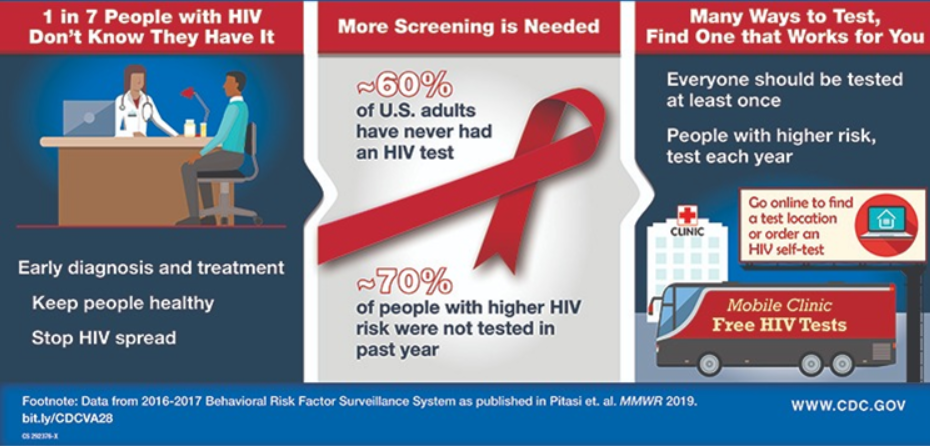 1 in 7 People with HIV
Don't Know They Have It
Early diagnosis and treatment
Keep people healthy
Stop HIV spread
More Screening is Needed
≈60%
of U.S. adults
have never had
an HIV test
≈70%
of people with higher HIV
risk were not tested in
past year
Many Ways to Test,
Find One that Works for You
Everyone should be tested
at least once
People with higher risk,
test each year
CLINIC
Go online to find
a test location
or order an
HIV self-test
Mobile Clinic
Free HIV Tests
Footnote: Data from 2016-2017 Behavioral Risk Factor Surveillance System as published in Pitasi et. al. MMWR 2019.
bit.ly/CDCVA28
WWW.CDC.GOV
CS 292376-X